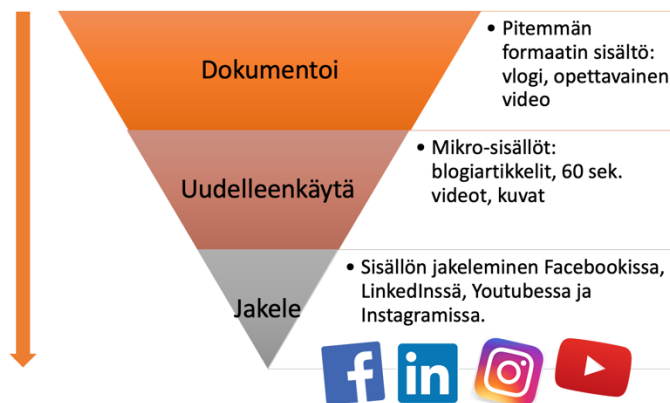 Dokumentoi
• Pitemmän
formaatin sisältö:
vlogi, opettavainen
video
Uudelleenkäytä
• Mikro-sisällöt:
blogiartikkelit, 60 sek.
videot, kuvat
Jakele
• Sisällön jakeleminen Facebookissa,
LinkedInssä, Youtubessa ja
Instagramissa.
f
in